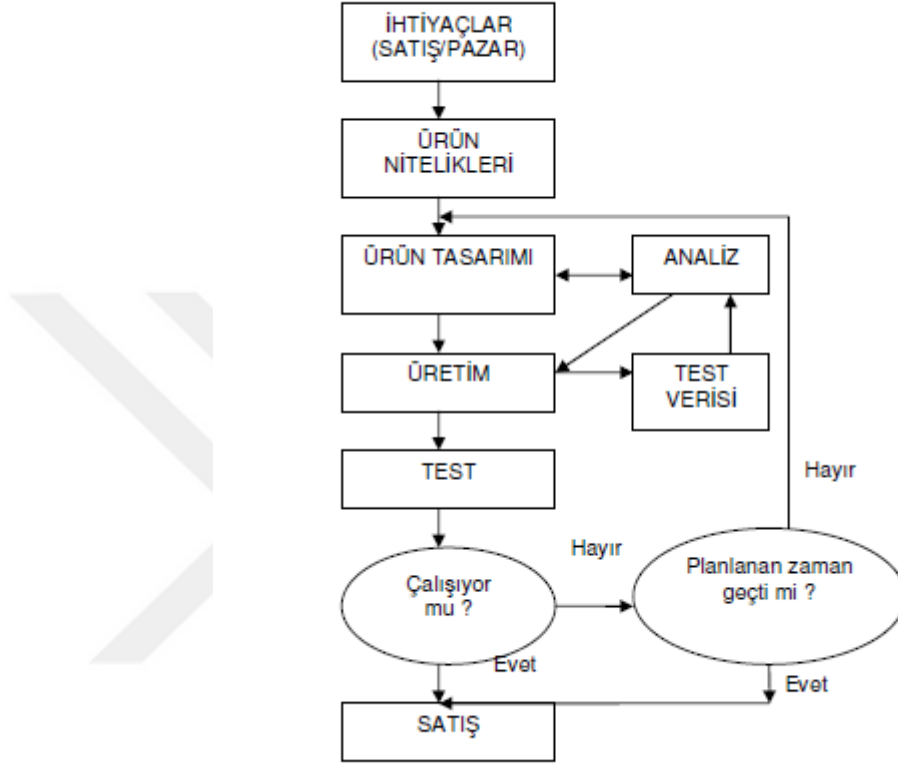 İHTİYAÇLAR
(SATIŞ/PAZAR)
ÜRÜN
NİTELİKLERİ
ÜRÜN TASARIMI
ANALİZ
ÜRETİM
TEST
VERİSİ
TEST
Hayır
Hayır
Çalışıyor
mu ?
Planlanan zaman
geçti mi ?
Evet
Evet
SATIŞ